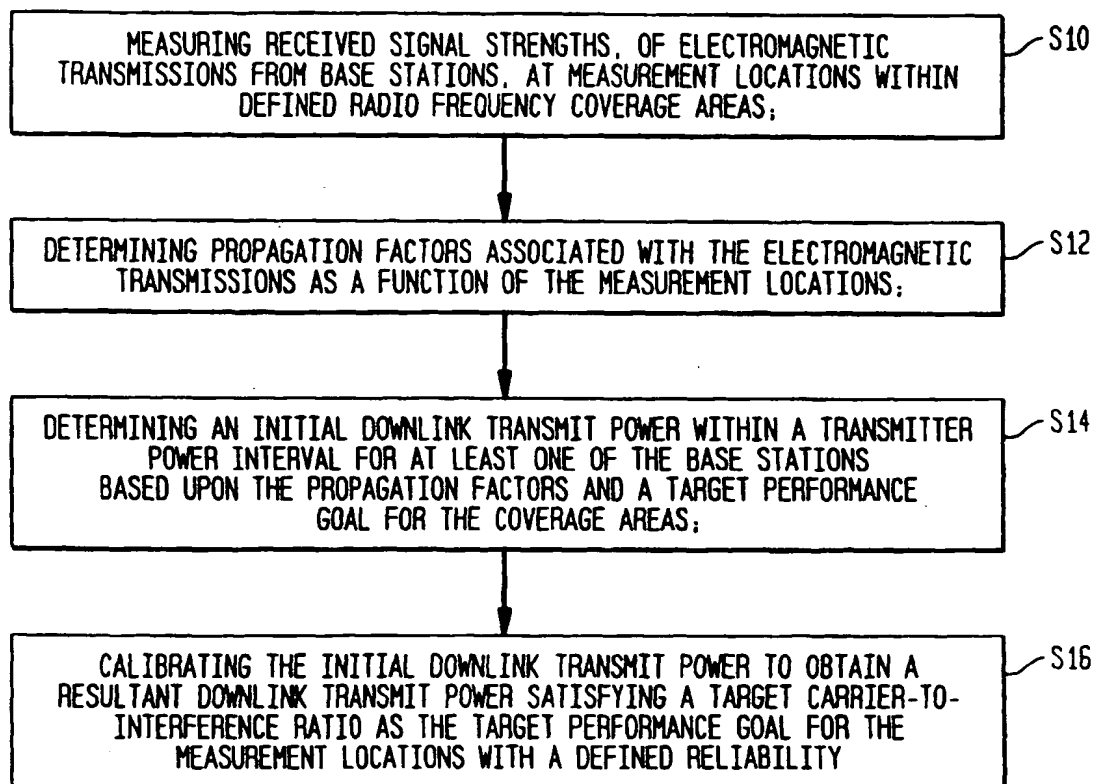 MEASURING RECEIVED SIGNAL STRENGTHS, OF ELECTROMAGNETIC
TRANSMISSIONS FROM BASE STATIONS, AT MEASUREMENT LOCATIONS WITHIN
DEFINED RADIO FREQUENCY COVERAGE AREAS;
S10
DETERMINING PROPAGATION FACTORS ASSOCIATED WITH THE ELECTROMAGNETIC
TRANSMISSIONS AS A FUNCTION OF THE MEASUREMENT LOCATIONS;
S12
DETERMINING AN INITIAL DOWNLINK TRANSMIT POWER WITHIN A TRANSMITTER
POWER INTERVAL FOR AT LEAST ONE OF THE BASE STATIONS
BASED UPON THE PROPAGATION FACTORS AND A TARGET PERFORMANCE
GOAL FOR THE COVERAGE AREAS;
S14
CALIBRATING THE INITIAL DOWNLINK TRANSMIT POWER TO OBTAIN A
RESULTANT DOWNLINK TRANSMIT POWER SATISFYING A TARGET CARRIER-TO-
INTERFERENCE RATIO AS THE TARGET PERFORMANCE GOAL FOR THE
MEASUREMENT LOCATIONS WITH A DEFINED RELIABILITY
S16